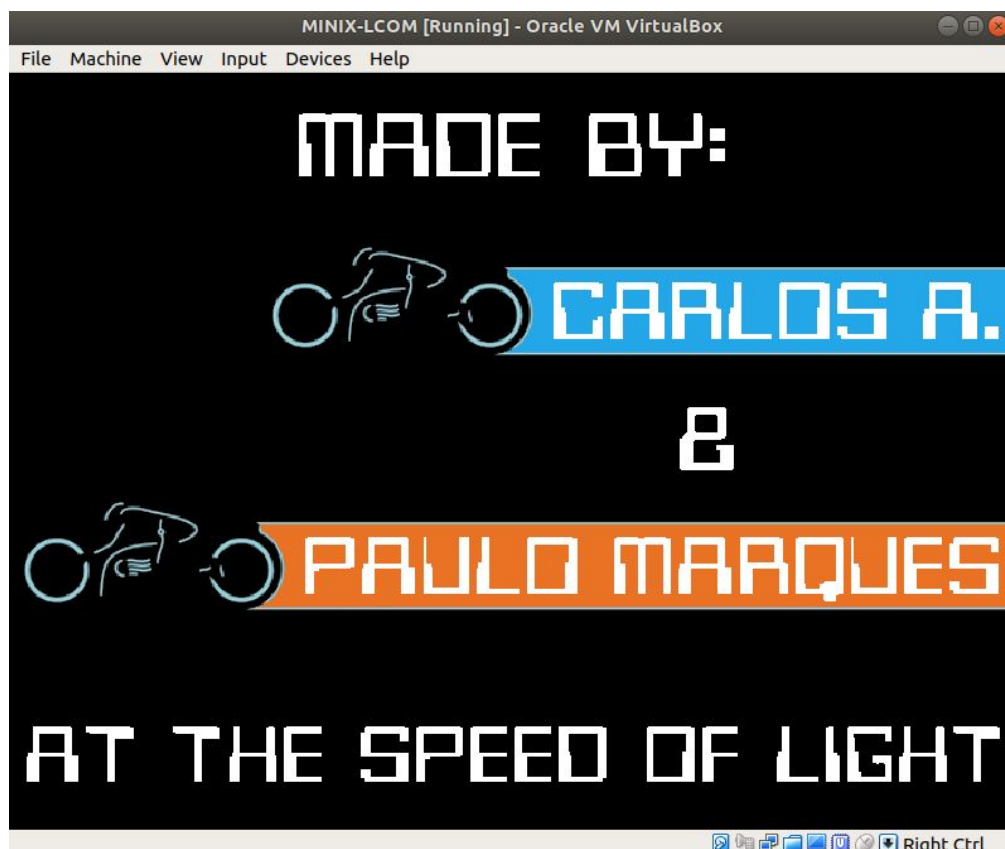 MINIX-LCOM [Running] - Oracle VM VirtualBox
File Machine View Input Devices Help
MADE BY:
CARLOS A.
&
PAULO MARQUES
AT THE SPEED OF LIGHT
Right Ctrl